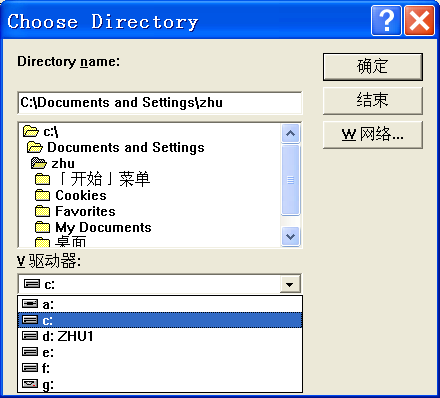 Choose Directory
Directory name:
C:\Documents and Settings\zhu
确定
结束
W 网络...
c:\
Documents and Settings
zhu
「开始」菜单
Cookies
Favorites
My Documents
桌面
V 驱动器:
c:
a:
c:
d: ZHU1
e:
f:
g: